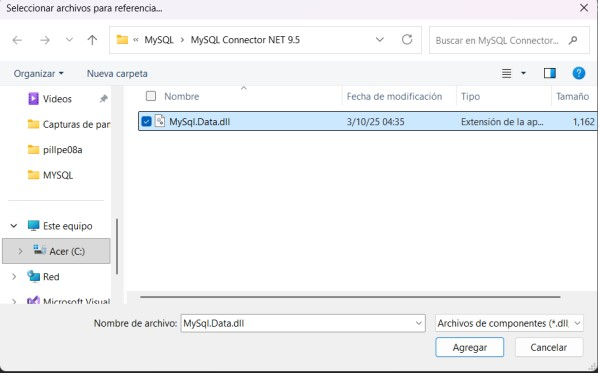 Seleccionar archivos para referencia...
« MySQL > MySQL Connector NET 9.5
Buscar en MySQL Connector...
Organizar
Nueva carpeta
Videos
Capturas de pan
pillpe08a
MYSQL
Este equipo
Acer (C:)
Red
Microsoft Visual
Nombre Fecha de modificación Tipo Tamaño
MySql.Data.dll 3/10/25 04:35 Extensión de la ap... 1,162
Nombre de archivo: MySql.Data.dll
Archivos de componentes (*.dll,
Agregar
Cancelar